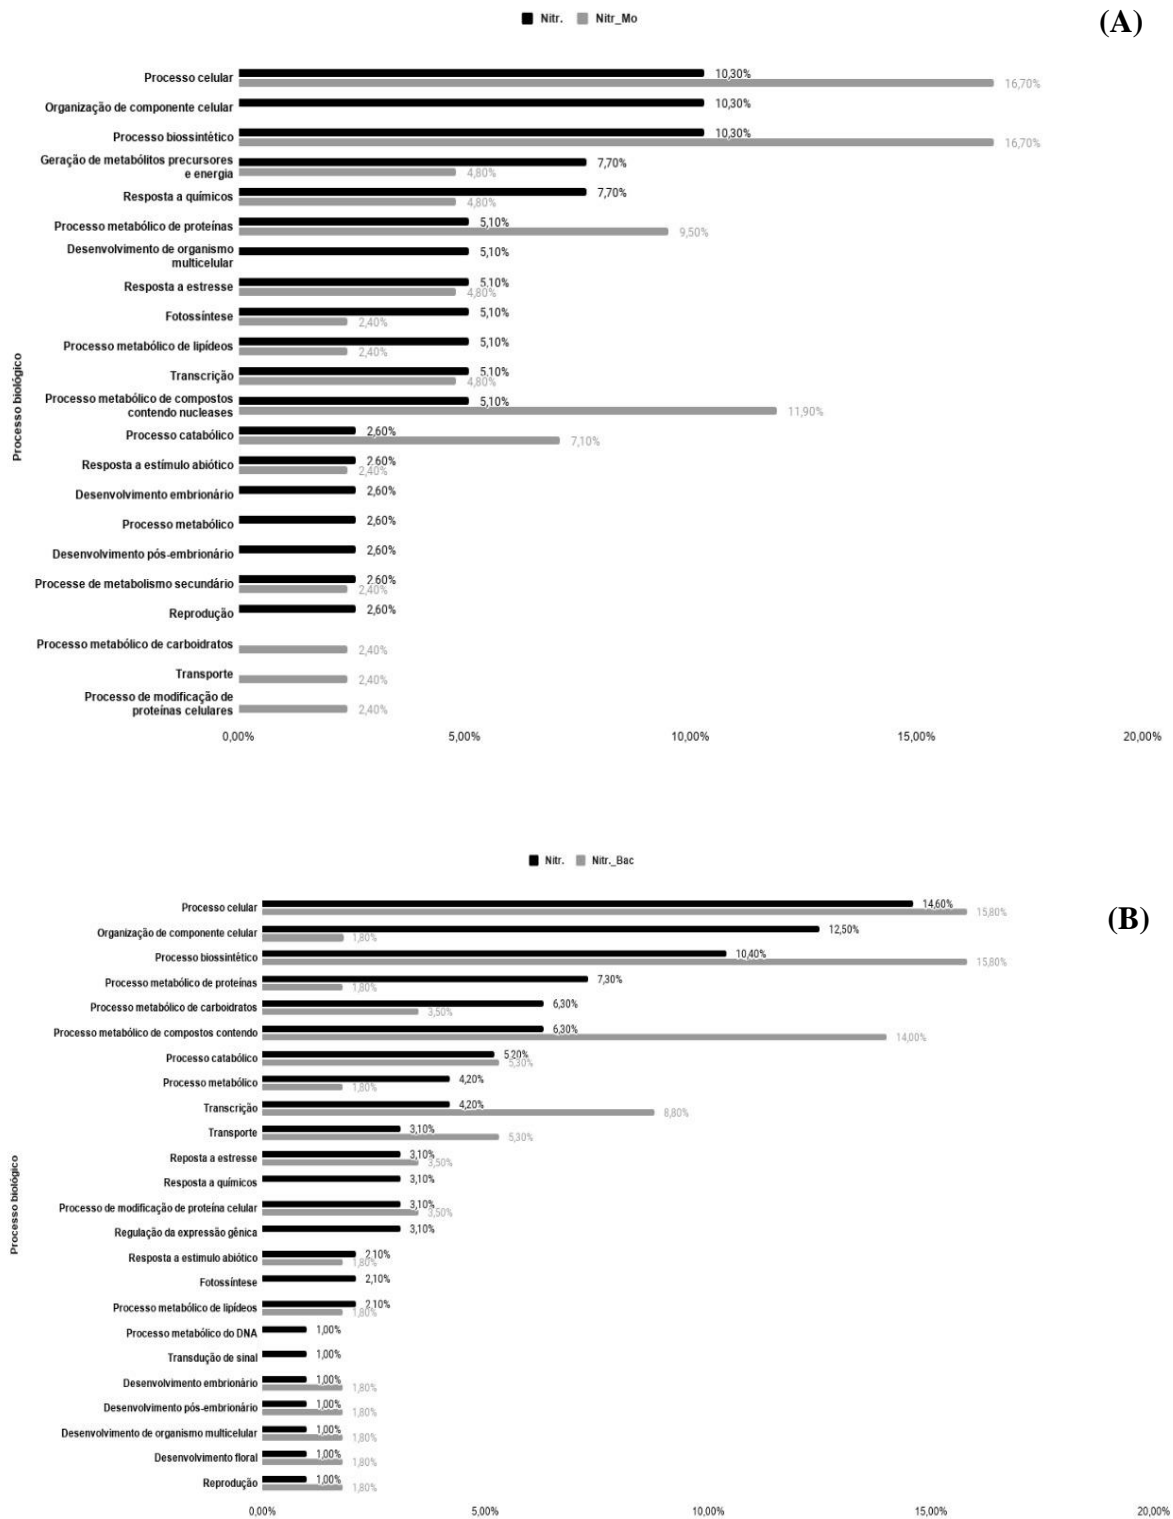 Nitr. Nitr_Mo
(A)
Processo biológico
Processo celular 10,30% 16,70%
Organização de componente celular 10,30%
Processo biossintético 10,30% 16,70%
Geração de metabólitos precursores
e energia 7,70% 4,80%
Resposta a químicos 7,70% 4,80%
Processo metabólico de proteínas 5,10% 9,50%
Desenvolvimento de organismo
multicelular 5,10%
Resposta a estresse 5,10% 4,80%
Fotossíntese 5,10% 2,40%
Processo metabólico de lipídeos 5,10% 2,40%
Transcrição 5,10% 4,80%
Processo metabólico de compostos
contendo nucleases 5,10% 11,90%
Processo catabólico 2,60% 7,10%
Resposta a estímulo abiótico 2,60% 2,40%
Desenvolvimento embrionário 2,60%
Processo metabólico 2,60%
Desenvolvimento pós-embrionário 2,60%
Processe de metabolismo secundário 2,60% 2,40%
Reprodução 2,60%
Processo metabólico de carboidratos 2,40%
Transporte 2,40%
Processo de modificação de
proteínas celulares 2,40%
0,00% 5,00% 10,00% 15,00% 20,00%
Nitr. Nitr._Bac
(B)
Processo biológico
Processo celular 14,60% 15,80%
Organização de componente celular 12,50% 1,80%
Processo biossintético 10,40% 15,80%
Processo metabólico de proteínas 7,30% 1,80%
Processo metabólico de carboidratos 6,30% 3,50%
Processo metabólico de compostos contendo 6,30% 14,00%
Processo catabólico 5,20% 5,30%
Processo metabólico 4,20% 1,80%
Transcrição 4,20% 8,80%
Transporte 3,10% 5,30%
Reposta a estresse 3,10% 3,50%
Resposta a químicos 3,10%
Processo de modificação de proteína celular 3,10% 3,50%
Regulação da expressão gênica 3,10%
Resposta a estimulo abiótico 2,10% 1,80%
Fotossíntese 2,10%
Processo metabólico de lipídeos 2,10% 1,80%
Processo metabólico do DNA 1,00%
Transdução de sinal 1,00%
Desenvolvimento embrionário 1,00% 1,80%
Desenvolvimento pós-embrionário 1,00% 1,80%
Desenvolvimento de organismo multicelular 1,00% 1,80%
Desenvolvimento floral 1,00% 1,80%
Reprodução 1,00% 1,80%
0,00% 5,00% 10,00% 15,00% 20,00%